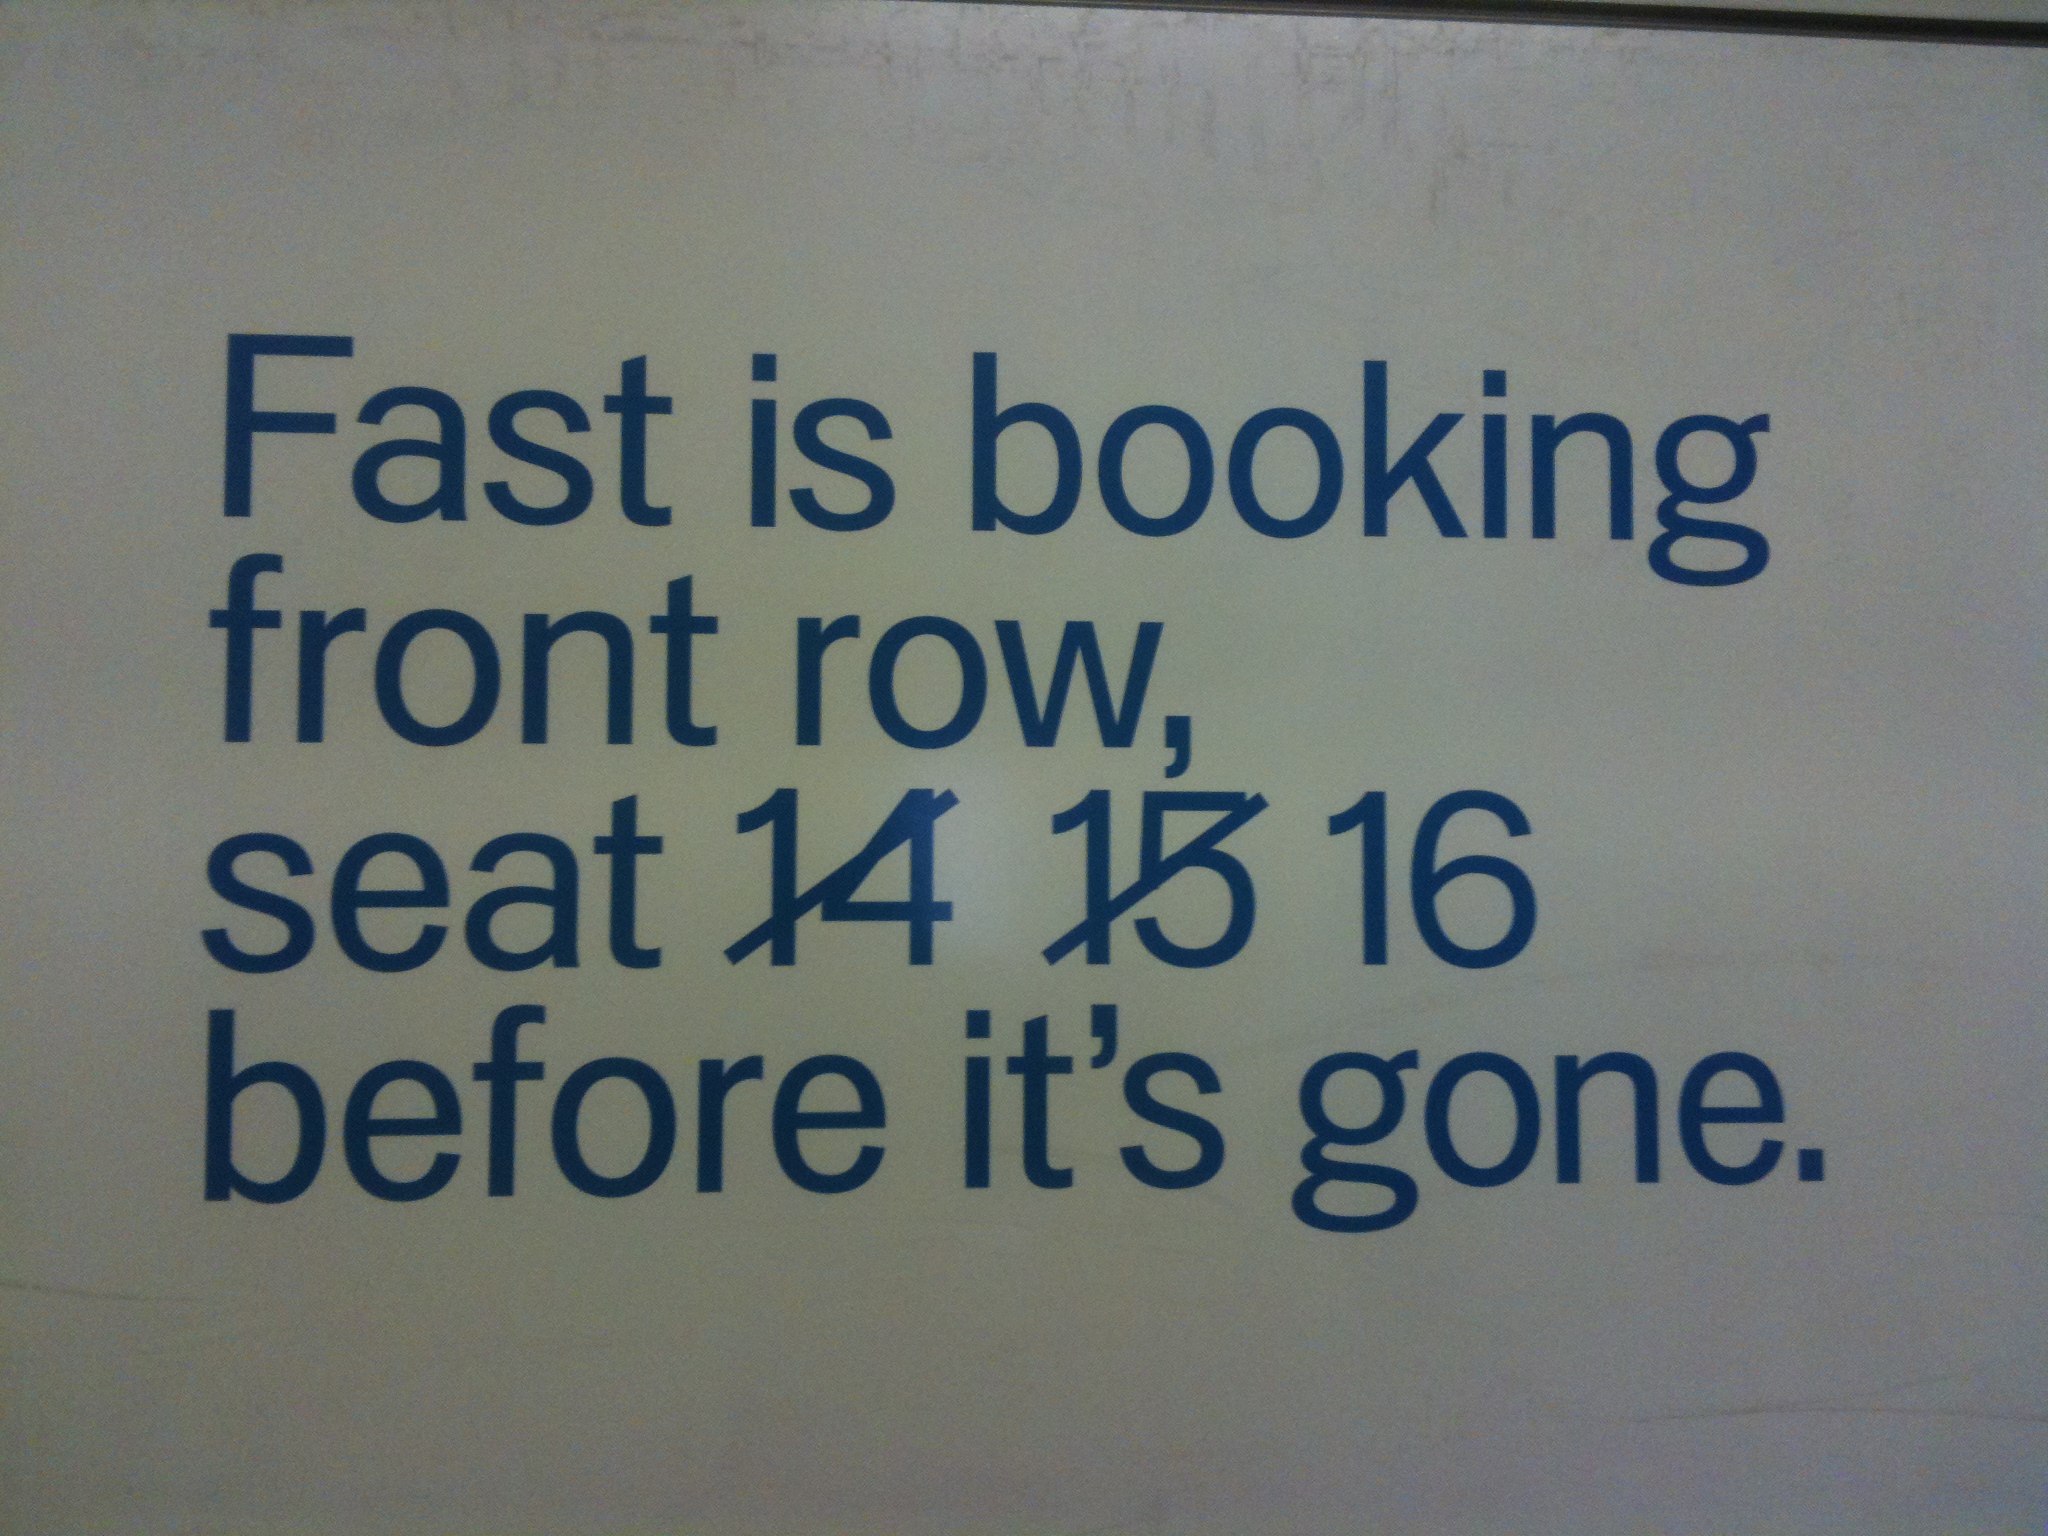 Fast is booking
front row,
seat 14 15 16
before it's gone.